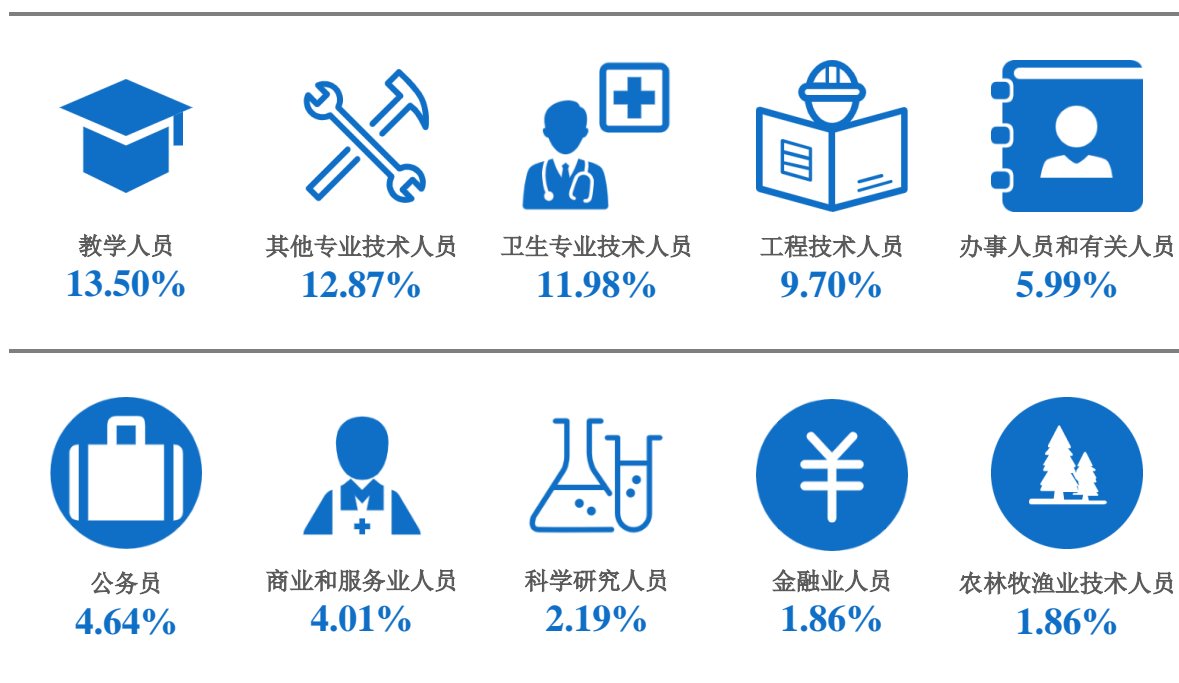 教学人员
13.50%
其他专业技术人员
12.87%
卫生专业技术人员
11.98%
工程技术人员
9.70%
办事人员和有关人员
5.99%
公务员
4.64%
商业和服务业人员
4.01%
科学研究人员
2.19%
金融业人员
1.86%
农林牧渔业技术人员
1.86%